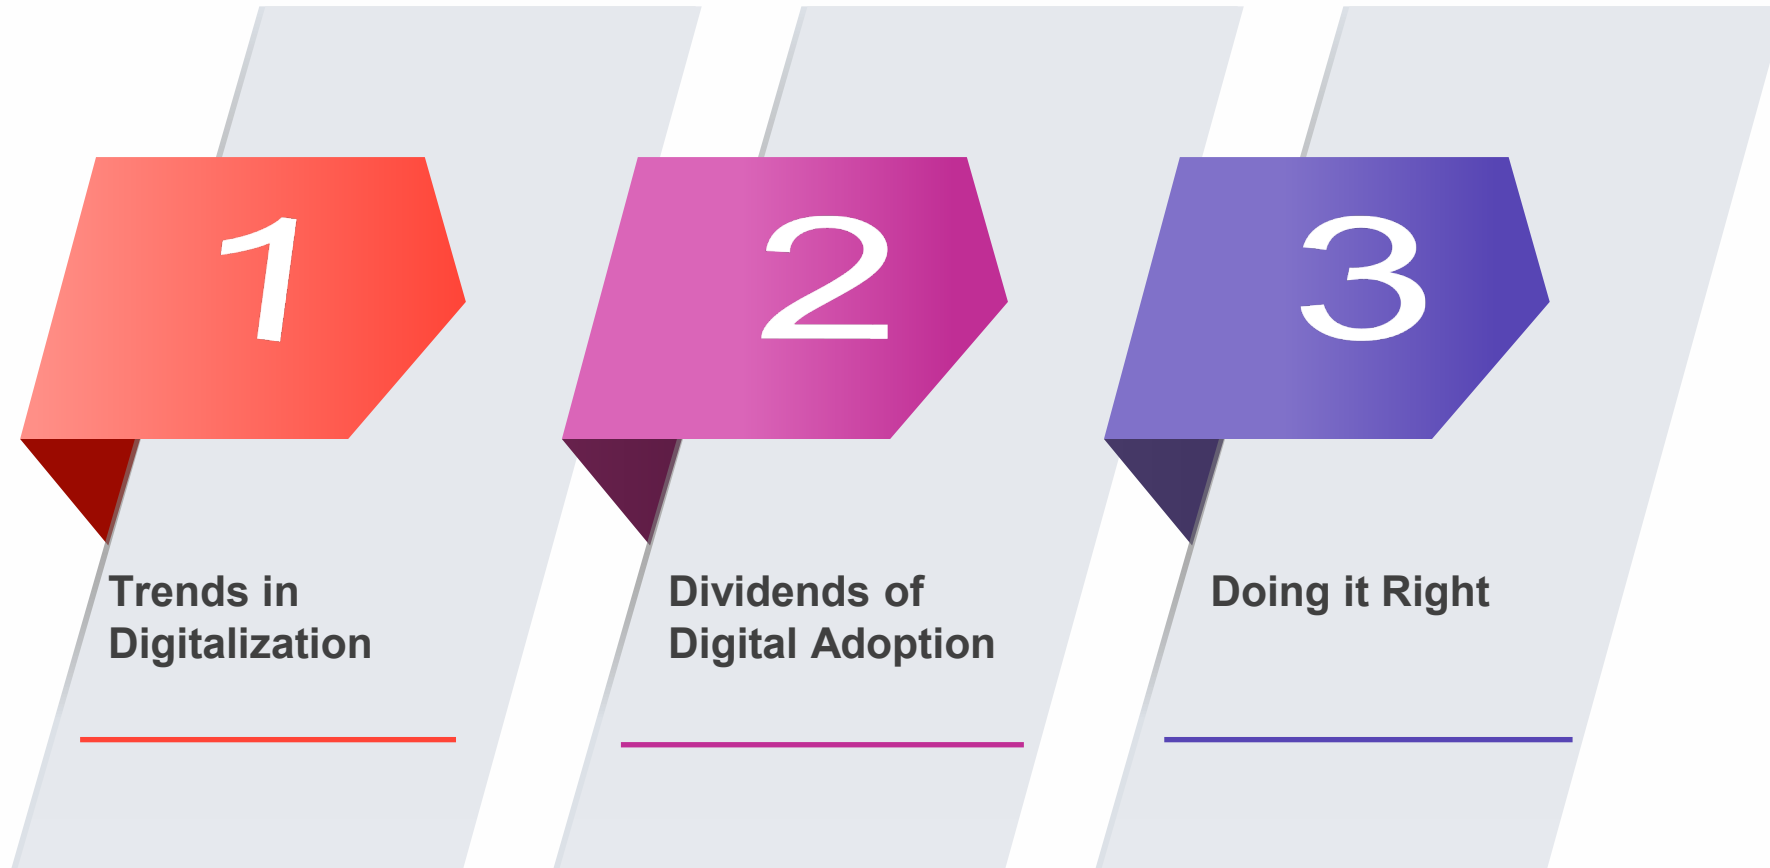 1
Trends in
Digitalization
2
Dividends of
Digital Adoption
3
Doing it Right